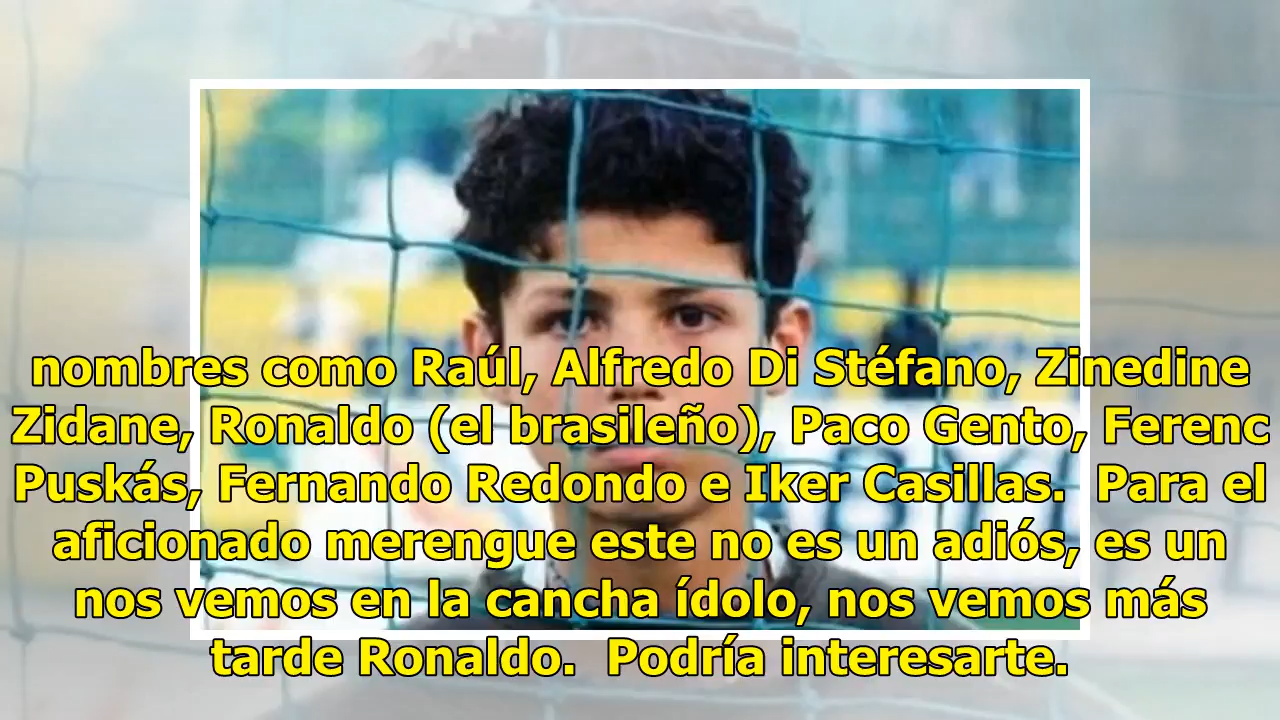 nombres como Raúl, Alfredo Di Stéfano, Zinedine
Zidane, Ronaldo (el brasileño), Paco Gento, Ferenc
Puskás, Fernando Redondo e Iker Casillas.  Para el
aficionado merengue este no es un adiós, es un
nos vemos en la cancha ídolo, nos vemos más
tarde Ronaldo.  Podría interesarte.